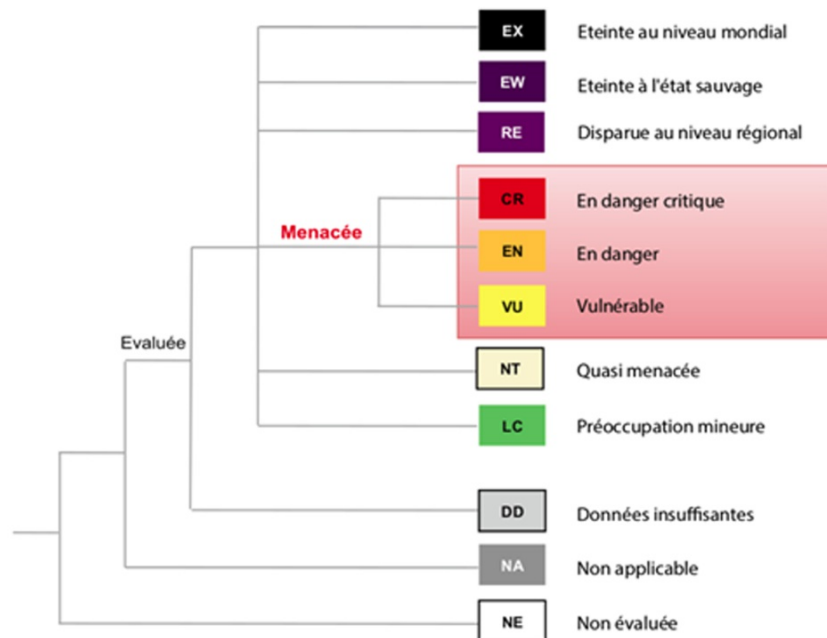 EX Eteinte au niveau mondial
EW Eteinte à l'état sauvage
RE Disparue au niveau régional
CR En danger critique
Menacée
EN En danger
VU Vulnérable
Evaluée
NT Quasi menacée
LC Préoccupation mineure
DD Données insuffisantes
NA Non applicable
NE Non évaluée